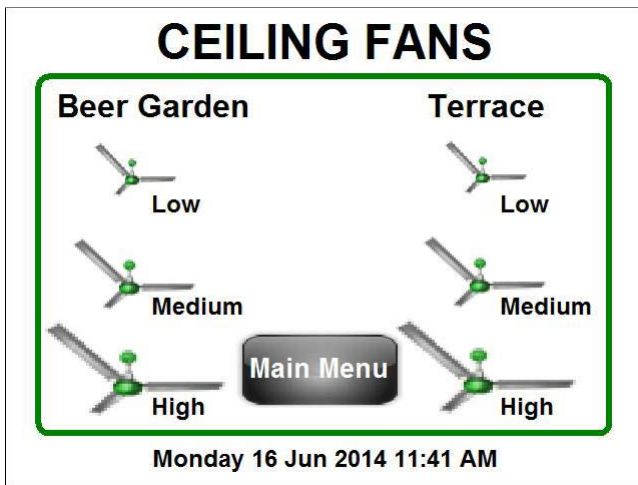 CEILING FANS
Beer Garden Terrace
Low Low
Medium Medium
Main Menu
High High
Monday 16 Jun 2014 11:41 AM